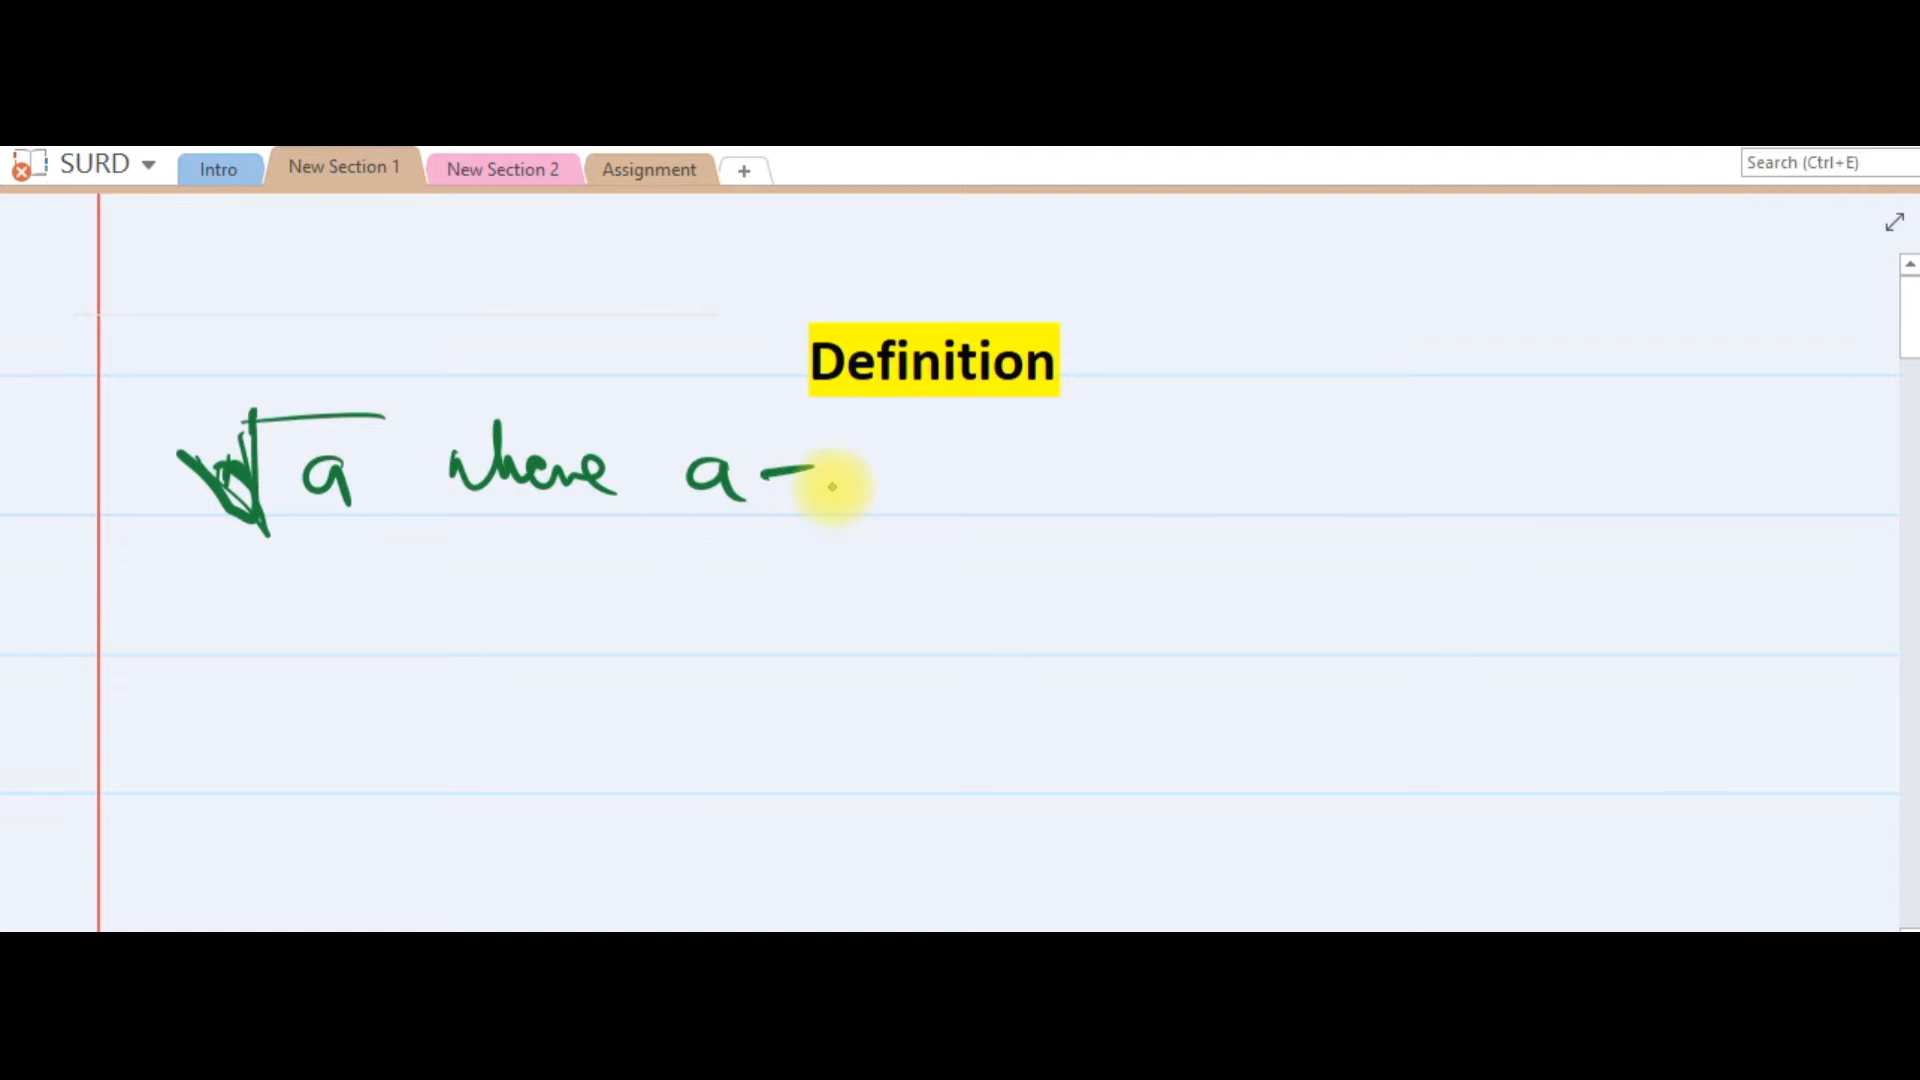 SURD Intro New Section 1 New Section 2 Assignment + Search (Ctrl+E)
Definition
√a where a –